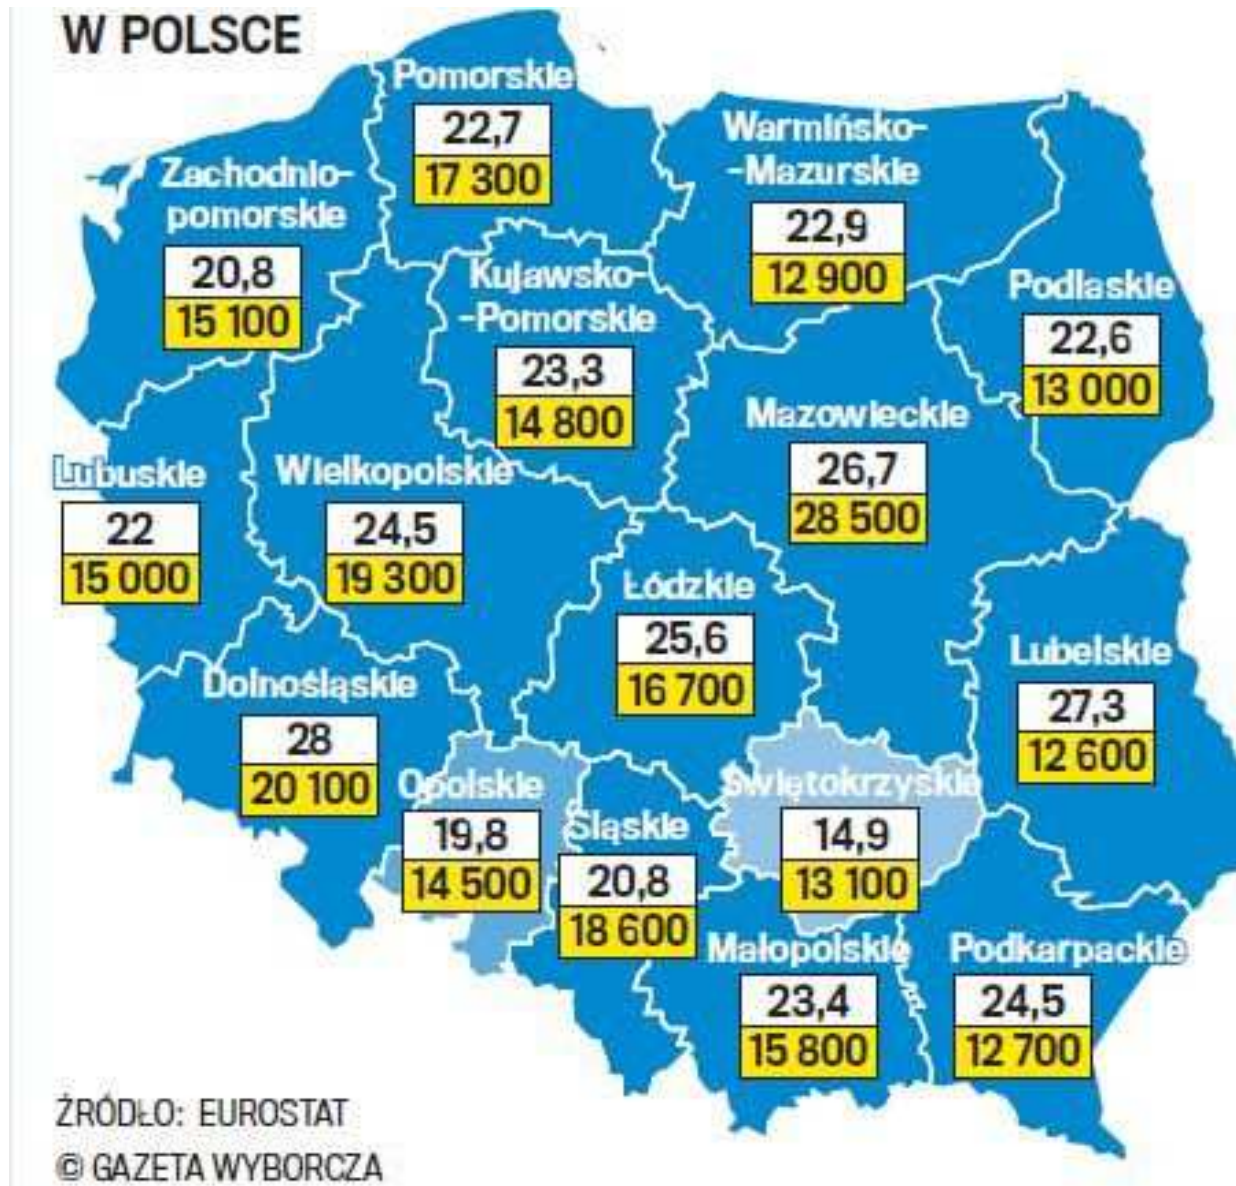 W POLSCE
Pomorskie
22,7
17 300
Warmińsko-
-Mazurskie
22,9
12 900
Zachodnio-
pomorskie
20,8
15 100
Kujawsko-
-Pomorskie
23,3
14 800
Podlaskie
22,6
13 000
Mazowieckie
26,7
28 500
Lubuskie
22
15 000
Wielkopolskie
24,5
19 300
Łódzkie
25,6
16 700
Lubelskie
27,3
12 600
Dolnośląskie
28
20 100
Opolskie
19,8
14 500
Śląskie
20,8
18 600
Świętokrzyskie
14,9
13 100
Małopolskie
23,4
15 800
Podkarpackie
24,5
12 700
ŹRÓDŁO: EUROSTAT
© GAZETA WYBORCZA